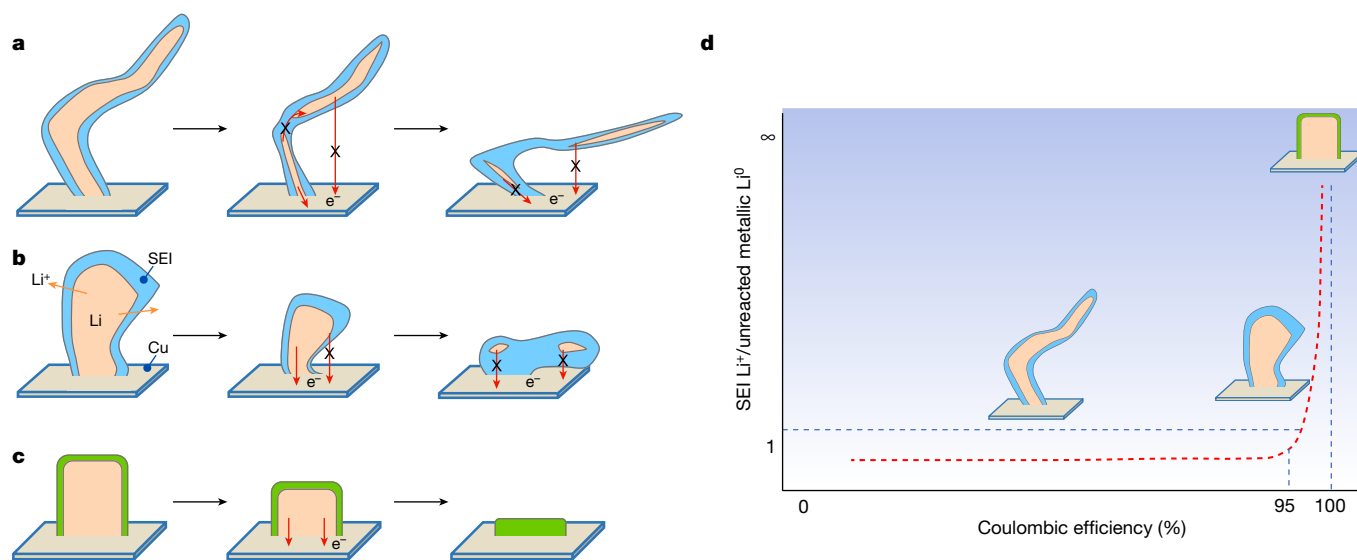 a
X
X
e⁻
X
X
e⁻
b
Li⁺
SEI
Li
Cu
X
e⁻
X
X
e⁻
c
e⁻
d
SEI Li⁺/unreacted metallic Li⁰
∞
1
0
95
100
Coulombic efficiency (%)